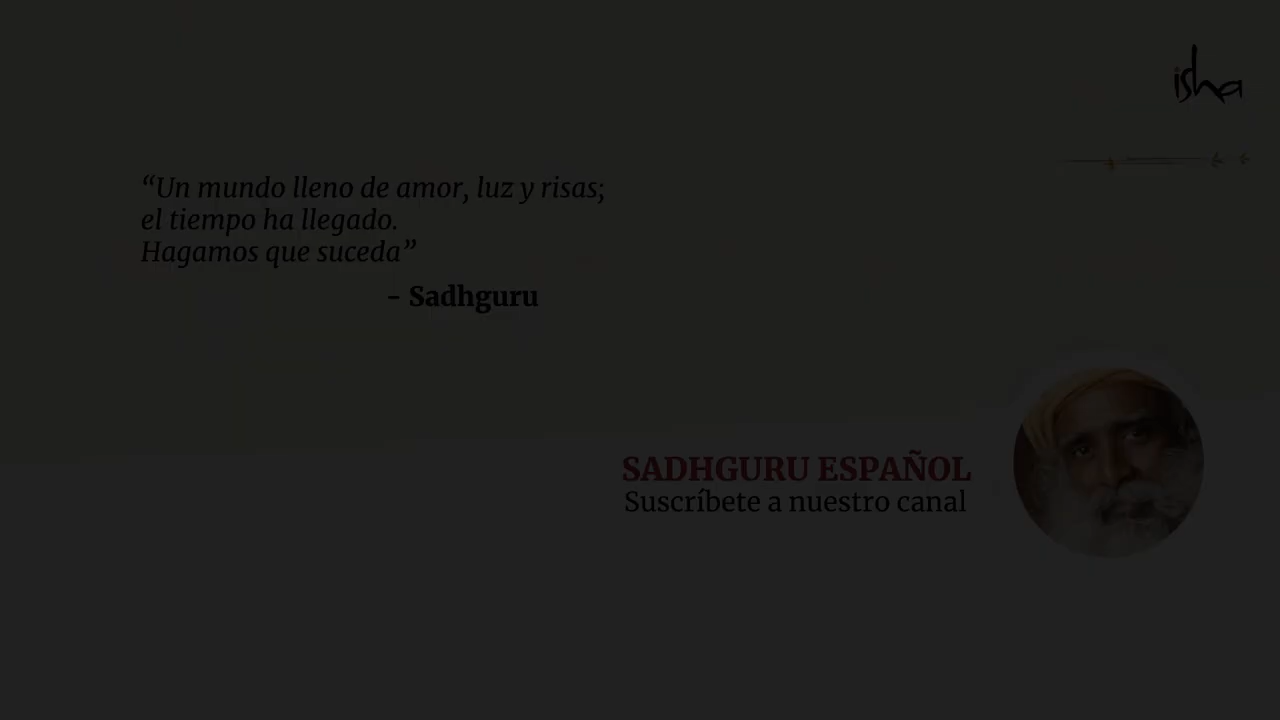 isha
“Un mundo lleno de amor, luz y risas;
el tiempo ha llegado.
Hagamos que suceda”
- Sadhguru
SADHGURU ESPAÑOL
Suscríbete a nuestro canal